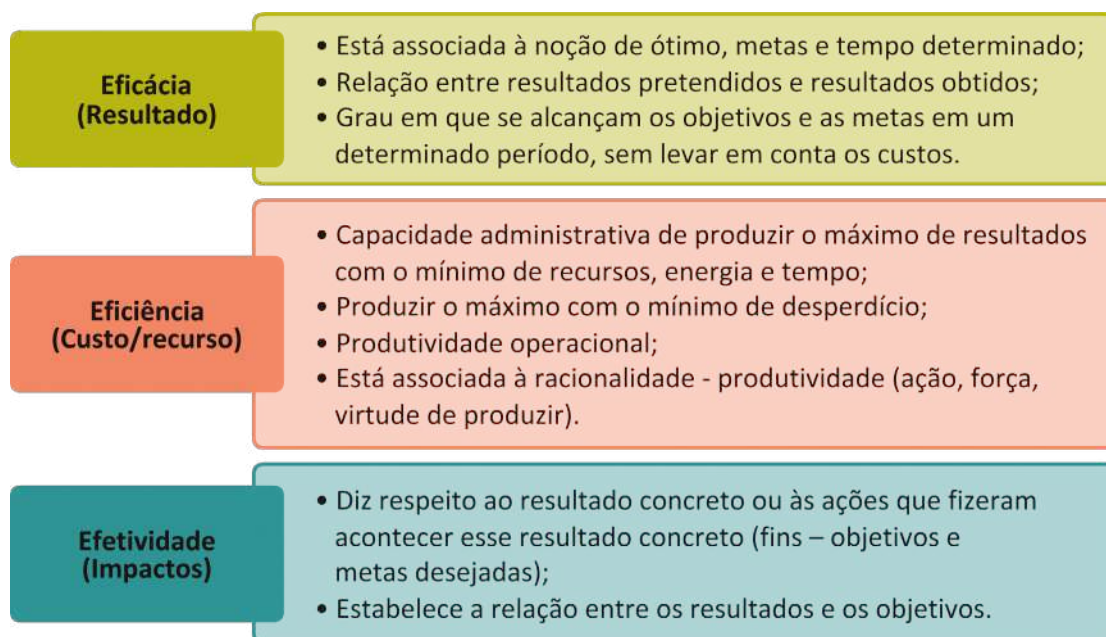 Eficácia
(Resultado)
• Está associada à noção de ótimo, metas e tempo determinado;
• Relação entre resultados pretendidos e resultados obtidos;
• Grau em que se alcançam os objetivos e as metas em um
determinado período, sem levar em conta os custos.
Eficiência
(Custo/recurso)
• Capacidade administrativa de produzir o máximo de resultados
com o mínimo de recursos, energia e tempo;
• Produzir o máximo com o mínimo de desperdício;
• Produtividade operacional;
• Está associada à racionalidade - produtividade (ação, força,
virtude de produzir).
Efetividade
(Impactos)
• Diz respeito ao resultado concreto ou às ações que fizeram
acontecer esse resultado concreto (fins – objetivos e
metas desejadas);
• Estabelece a relação entre os resultados e os objetivos.